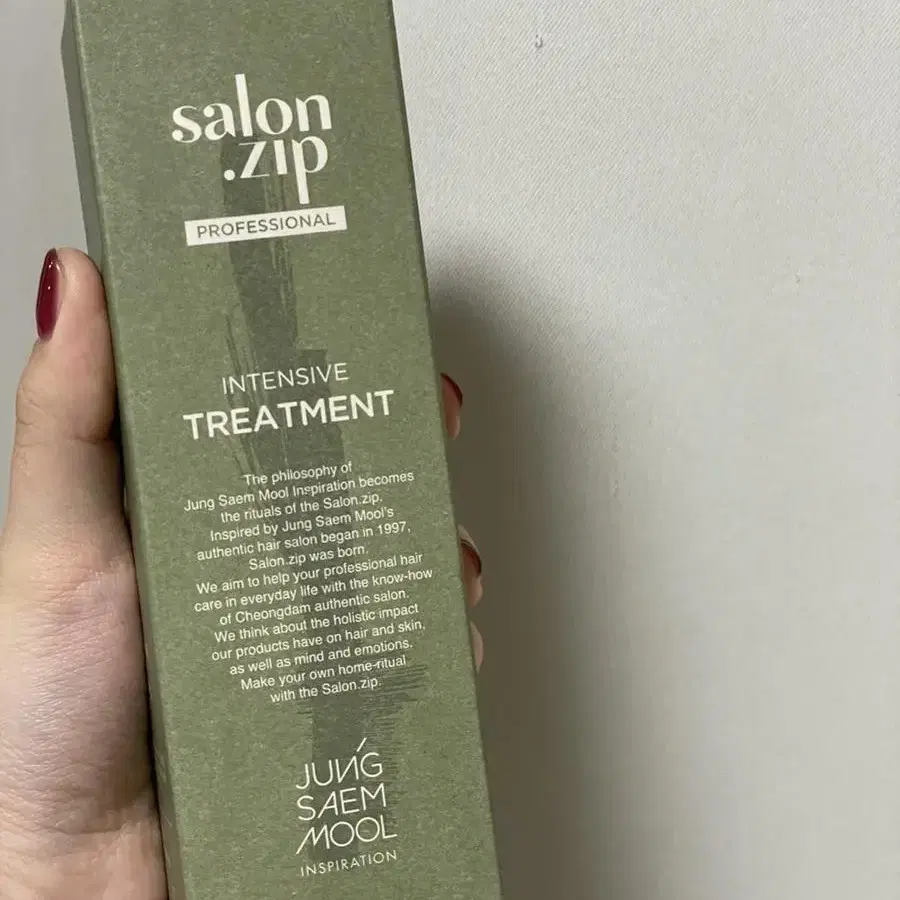 salon
.zip
PROFESSIONAL
INTENSIVE
TREATMENT
The philosophy of
Jung Saem Mool Inspiration becomes
the rituals of the Salon.zip.
Inspired by Jung Saem Mool's
authentic hair salon began in 1997,
Salon.zip was born.
We aim to help your professional hair
care in everyday life with the know-how
of Cheongdam authentic salon.
We think about the holistic impact
our products have on hair and skin,
as well as mind and emotions.
Make your own home-ritual
with the Salon.zip.
JUNG
SAEM
MOOL
INSPIRATION